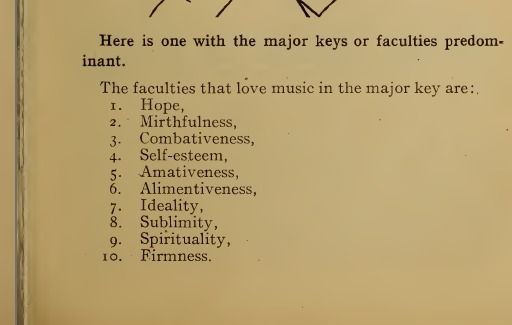 Here is one with the major keys or faculties predom-
inant.
The faculties that love music in the major key are:
1. Hope,
2. Mirthfulness,
3. Combativeness,
4. Self-esteem,
5. Amativeness,
6. Alimentiveness,
7. Ideality,
8. Sublimity,
9. Spirituality,
10. Firmness.